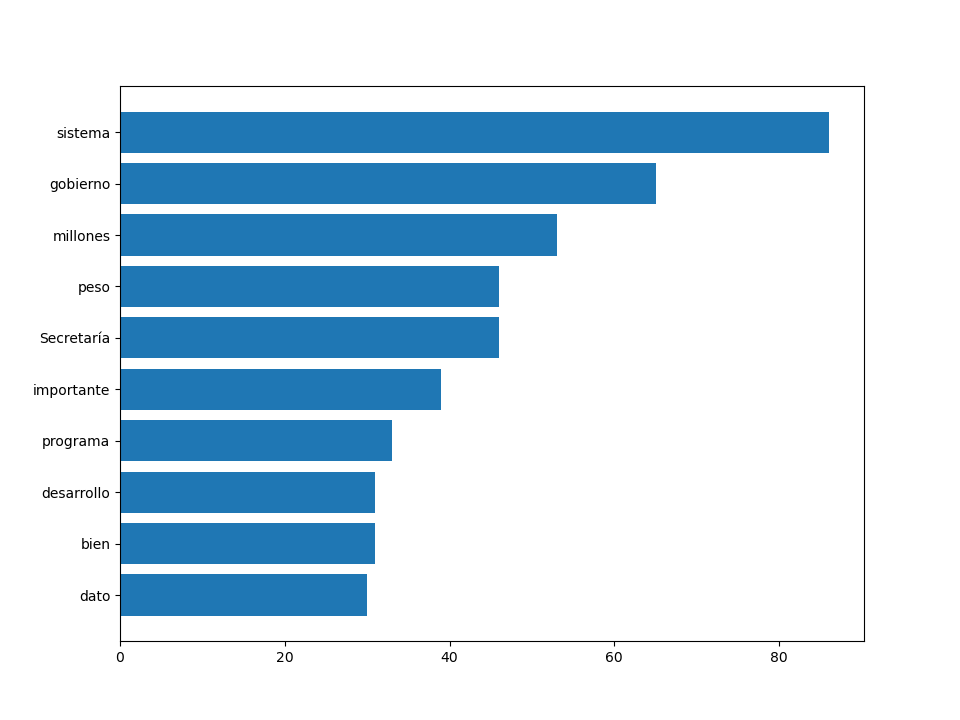 sistema
gobierno
millones
peso
Secretaría
importante
programa
desarrollo
bien
dato
0 20 40 60 80